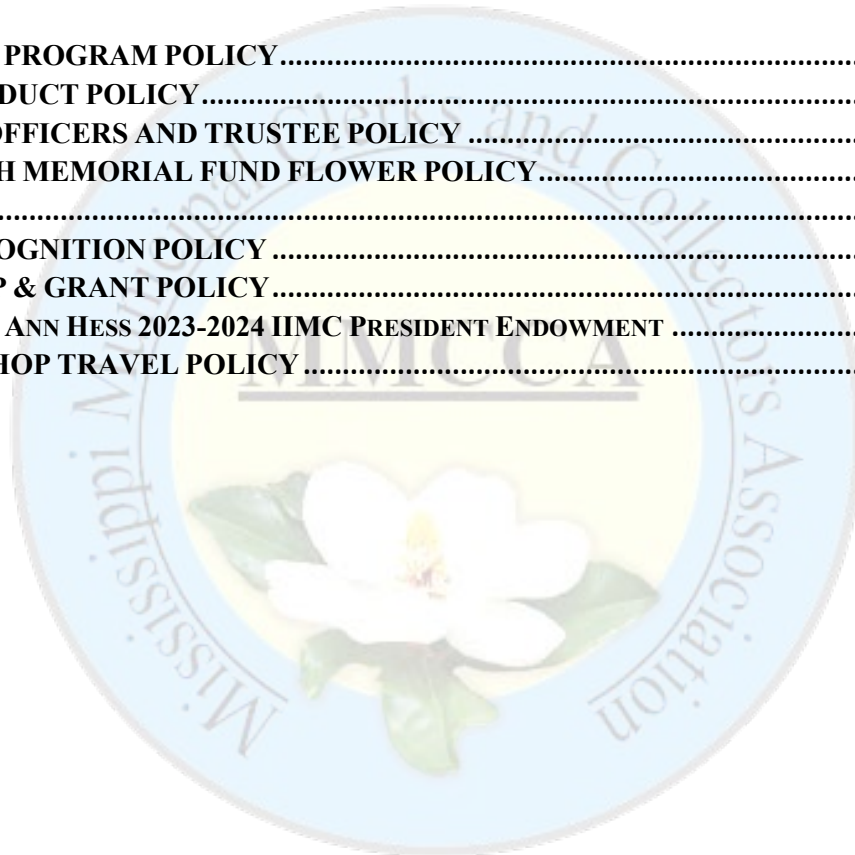 PROGRAM POLICY................................................................
DUCT POLICY................................................................
OFFICERS AND TRUSTEE POLICY ................................................................
H MEMORIAL FUND FLOWER POLICY................................................................
................................................................
OGNITION POLICY ................................................................
P & GRANT POLICY................................................................
ANN HESS 2023-2024 IIMC PRESIDENT ENDOWMENT ................................................................
HOP TRAVEL POLICY ................................................................
Mississippi Municipal Clerks and Collectors Association
MMCCA